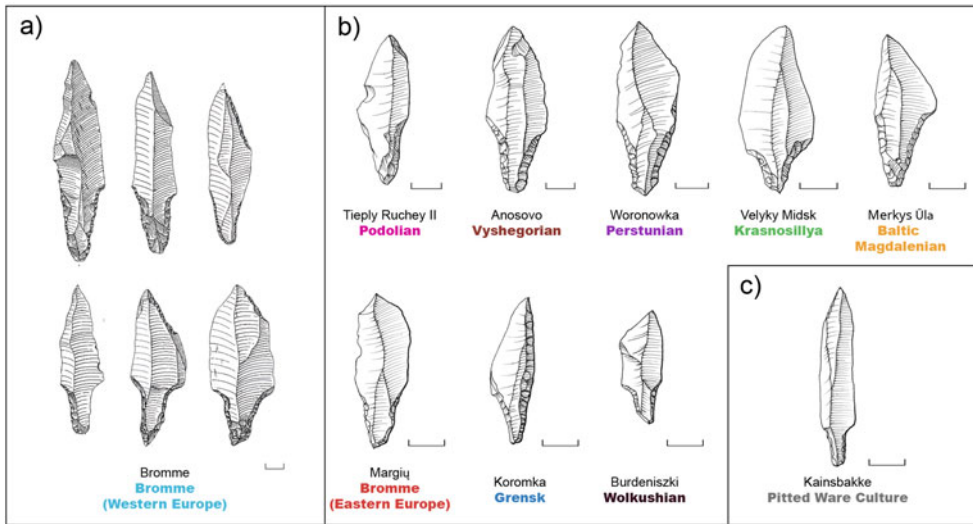 a)
Bromme
Bromme
(Western Europe)
b)
Tieply Ruchey II
Podolian
Anosovo
Vyshegorian
Woronowka
Perstunian
Velyky Midsk
Krasnosillya
Merkys Ūla
Baltic
Magdalenian
Margių
Bromme
(Eastern Europe)
Koromka
Grensk
Burdeniszki
Wolkushian
c)
Kainsbakke
Pitted Ware Culture